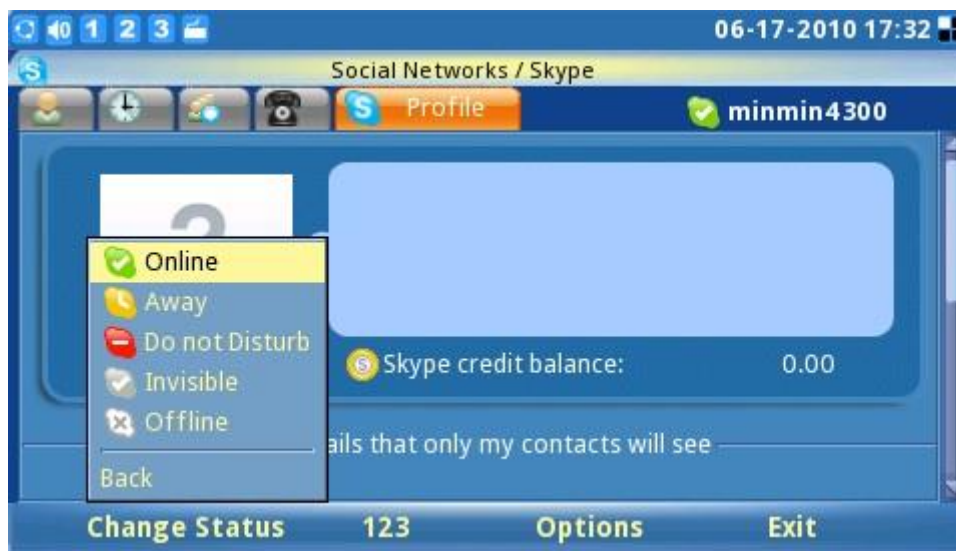 1 2 3 06-17-2010 17:32
Social Networks / Skype
Profile minmin4300
Online
Away
Do not Disturb
Skype credit balance: 0.00
Invisible
Offline
that only my contacts will see
Back
Change Status 123 Options Exit